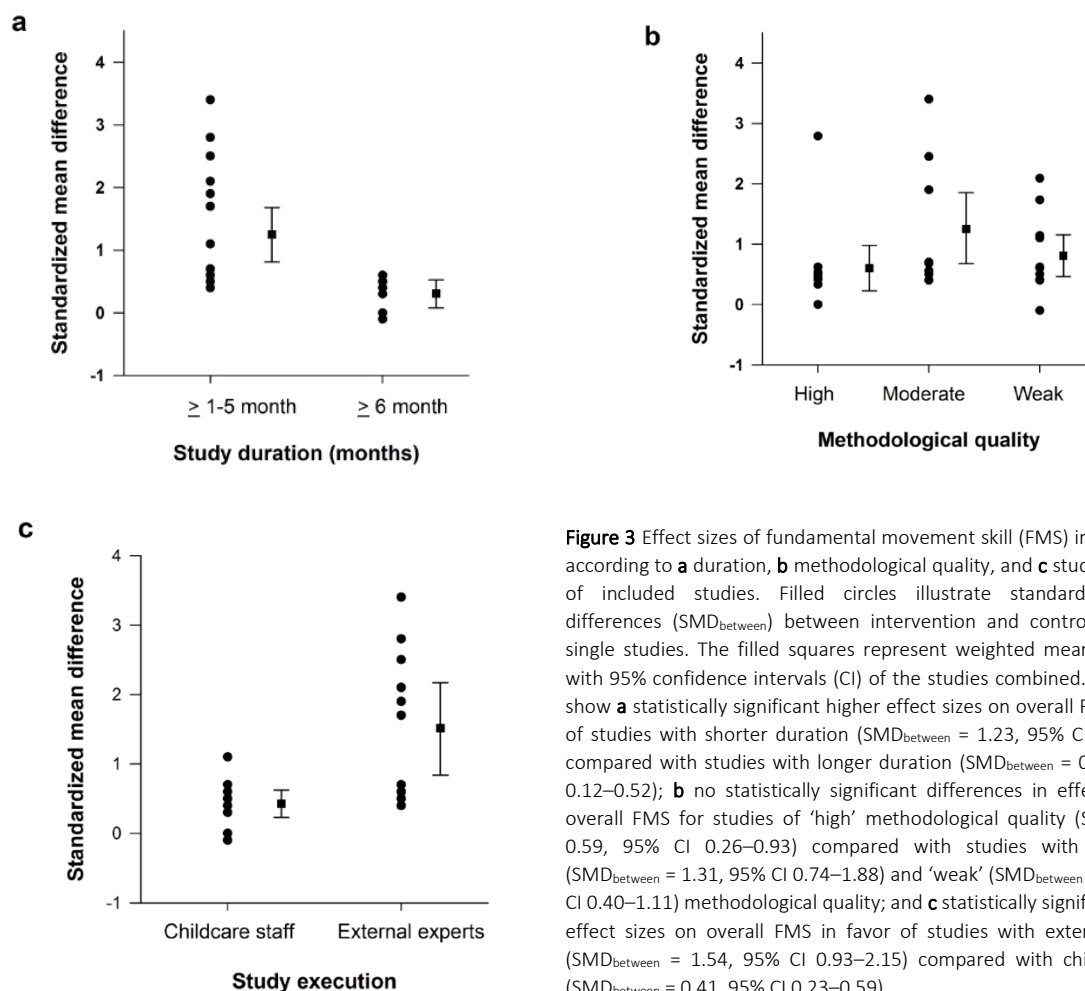 a
4
3
2
1
0
-1
Standardized mean difference
≥ 1-5 month ≥ 6 month
Study duration (months)
b
4
3
2
1
0
-1
Standardized mean difference
High Moderate Weak
Methodological quality
c
4
3
2
1
0
-1
Standardized mean difference
Childcare staff External experts
Study execution
Figure 3 Effect sizes of fundamental movement skill (FMS) in
according to a duration, b methodological quality, and c stud
of included studies. Filled circles illustrate standard
differences (SMDbetween) between intervention and contro
single studies. The filled squares represent weighted mean
with 95% confidence intervals (CI) of the studies combined.
show a statistically significant higher effect sizes on overall F
of studies with shorter duration (SMDbetween = 1.23, 95% C
compared with studies with longer duration (SMDbetween = 0
0.12–0.52); b no statistically significant differences in effe
overall FMS for studies of ‘high’ methodological quality (S
0.59, 95% CI 0.26–0.93) compared with studies with
(SMDbetween = 1.31, 95% CI 0.74–1.88) and ‘weak’ (SMDbetween
CI 0.40–1.11) methodological quality; and c statistically signif
effect sizes on overall FMS in favor of studies with exter
(SMDbetween = 1.54, 95% CI 0.93–2.15) compared with chi
(SMDbetween = 0.41, 95% CI 0.23–0.59)